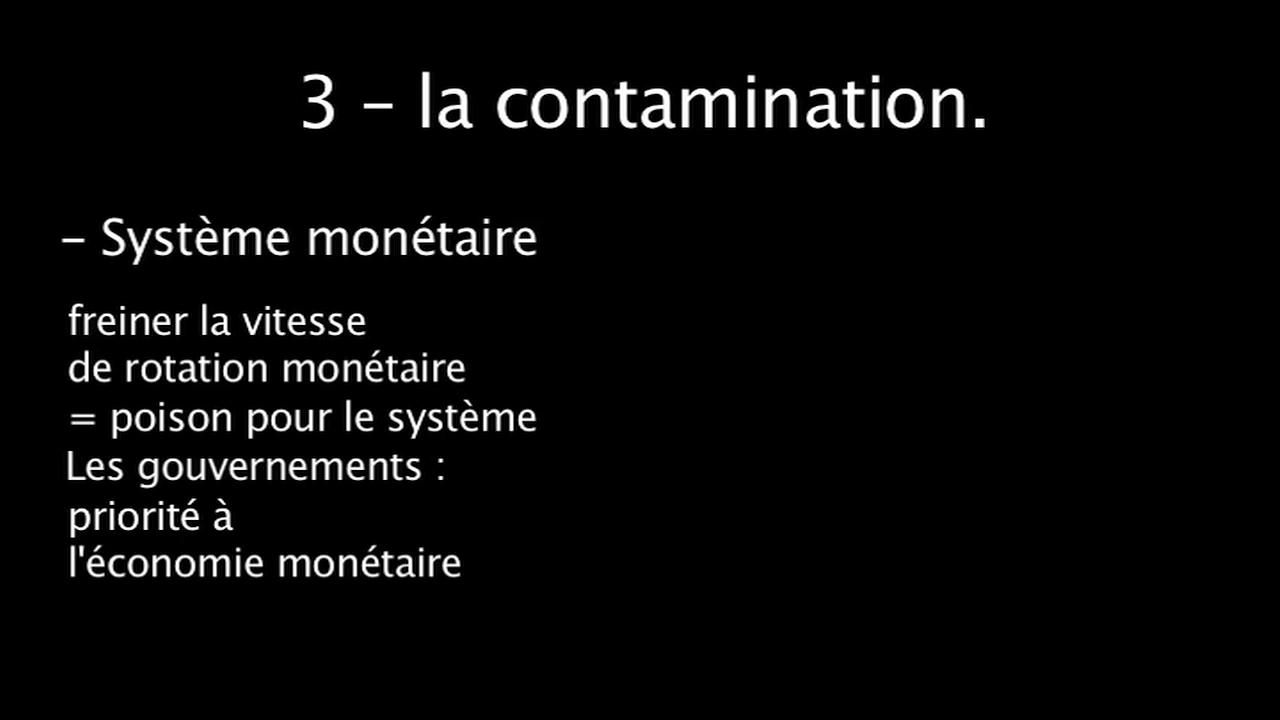 3 – la contamination.
– Système monétaire
freiner la vitesse
de rotation monétaire
= poison pour le système
Les gouvernements :
priorité à
l'économie monétaire